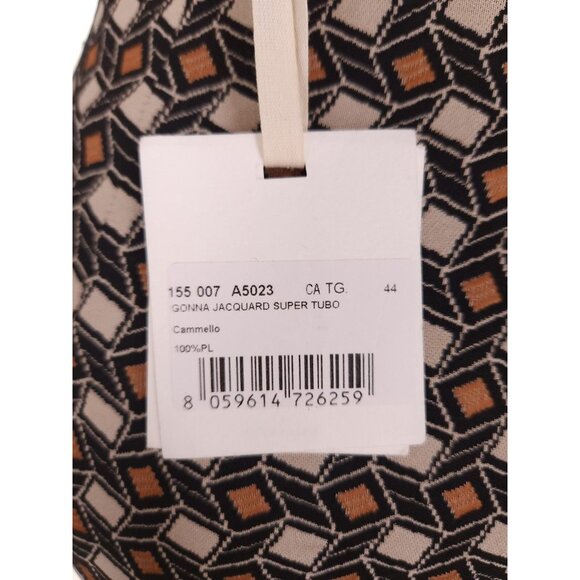 155 007 A5023 CA TG. 44
GONNA JACQUARD SUPER TUBO
Cammello
100%PL
8 059614 726259